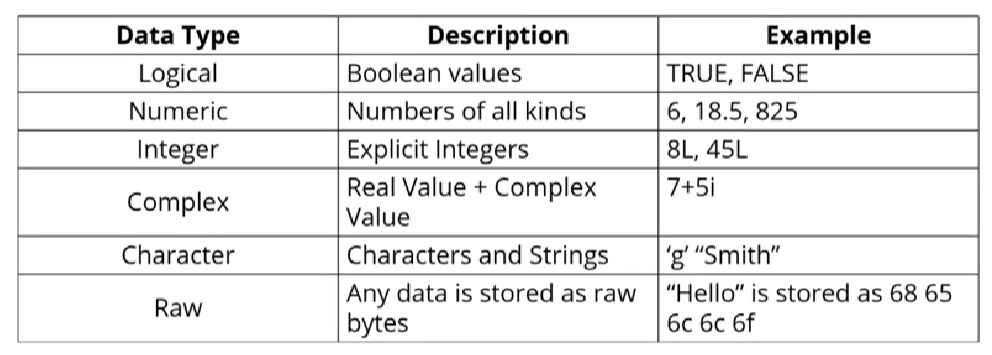 Data Type Description Example
Logical Boolean values TRUE, FALSE
Numeric Numbers of all kinds 6, 18.5, 825
Integer Explicit Integers 8L, 45L
Complex Real Value + Complex Value 7+5i
Character Characters and Strings ‘g’ “Smith”
Raw Any data is stored as raw bytes “Hello” is stored as 68 65 6c 6c 6f